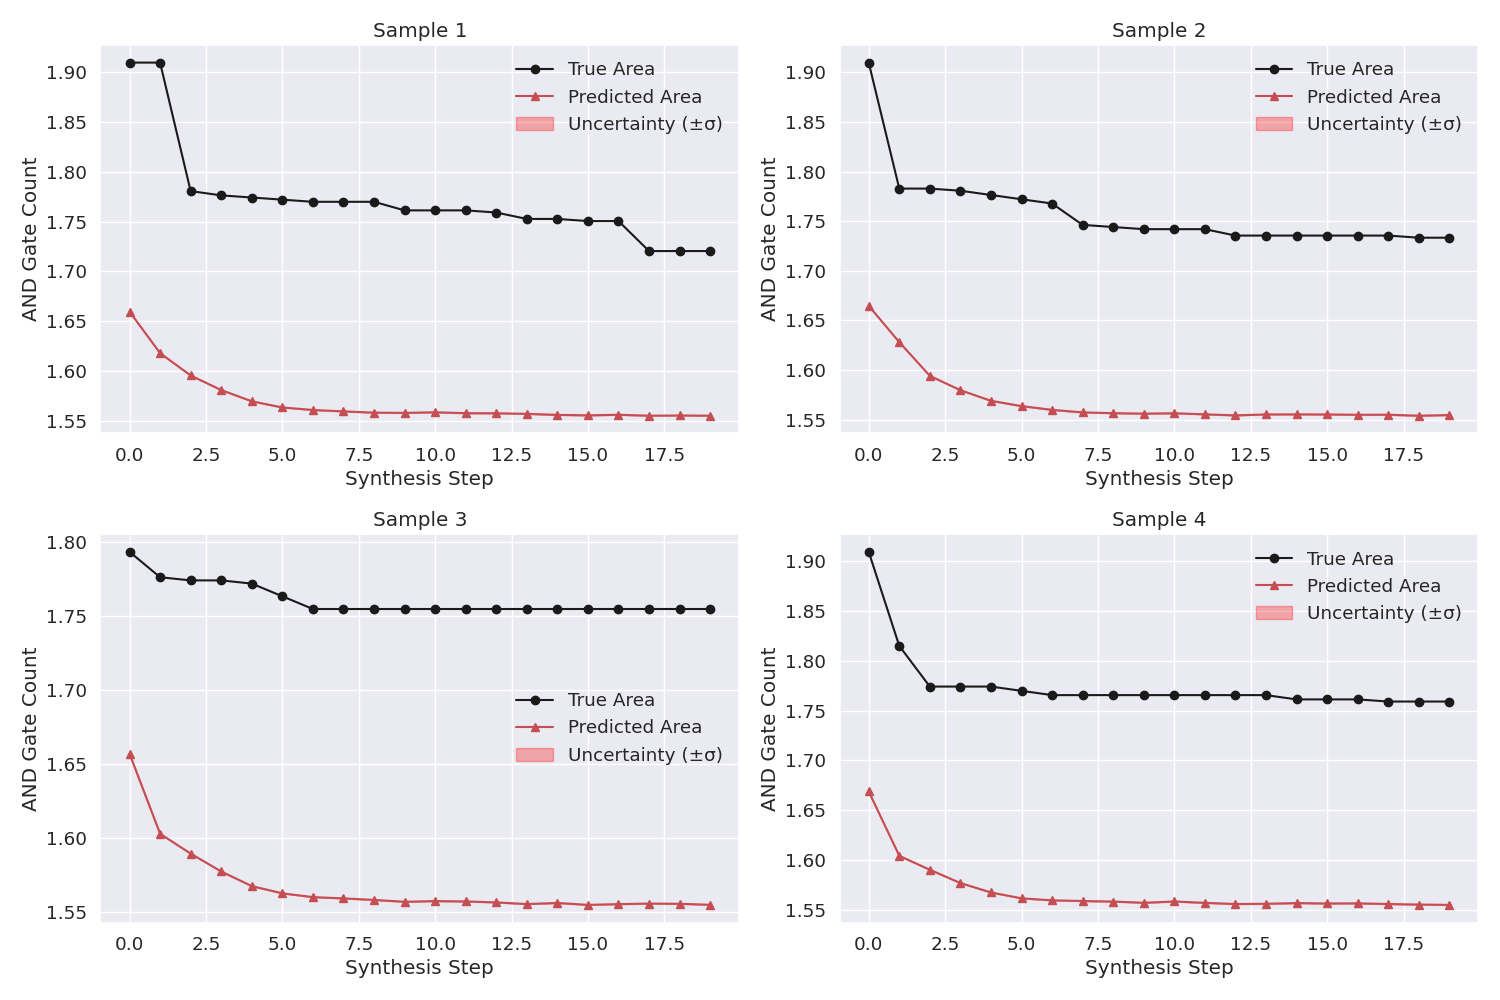 Sample 1
AND Gate Count
1.90
1.85
1.80
1.75
1.70
1.65
1.60
1.55
True Area
Predicted Area
Uncertainty (±σ)
0.0 2.5 5.0 7.5 10.0 12.5 15.0 17.5
Synthesis Step
Sample 2
AND Gate Count
1.90
1.85
1.80
1.75
1.70
1.65
1.60
1.55
True Area
Predicted Area
Uncertainty (±σ)
0.0 2.5 5.0 7.5 10.0 12.5 15.0 17.5
Synthesis Step
Sample 3
AND Gate Count
1.80
1.75
1.70
1.65
1.60
1.55
True Area
Predicted Area
Uncertainty (±σ)
0.0 2.5 5.0 7.5 10.0 12.5 15.0 17.5
Synthesis Step
Sample 4
AND Gate Count
1.90
1.85
1.80
1.75
1.70
1.65
1.60
1.55
True Area
Predicted Area
Uncertainty (±σ)
0.0 2.5 5.0 7.5 10.0 12.5 15.0 17.5
Synthesis Step